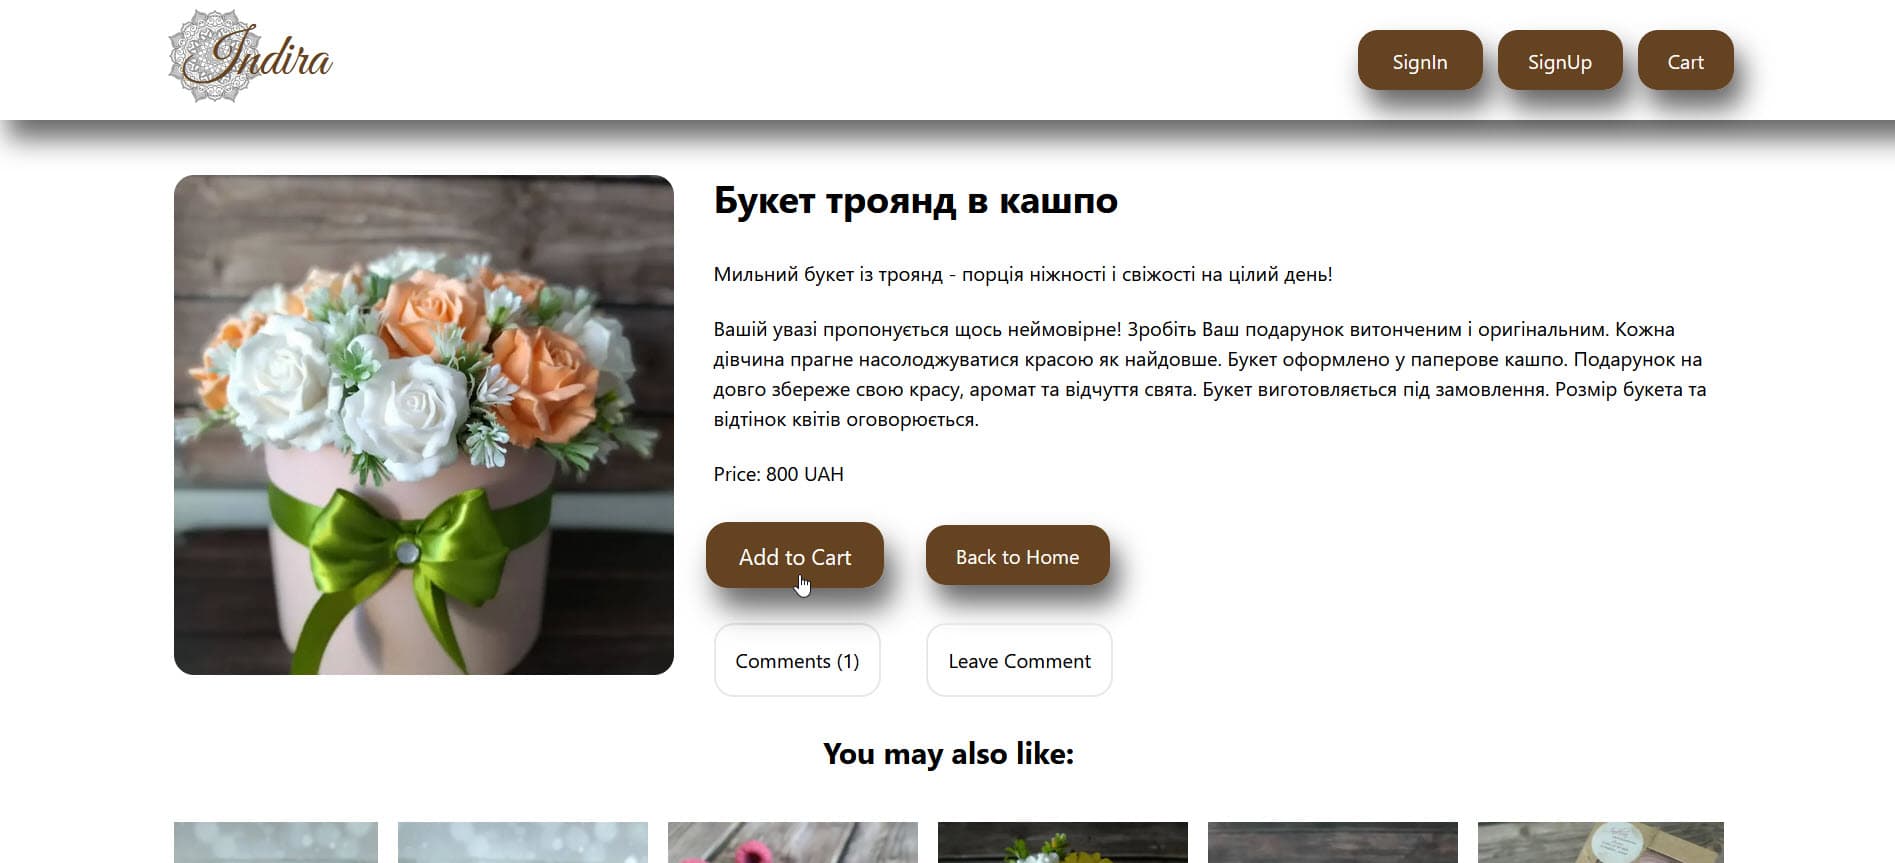 Indira
SignIn
SignUp
Cart
Букет троянд в кашпо
Мильний букет із троянд - порція ніжності і свіжості на цілий день!
Вашій увазі пропонується щось неймовірне! Зробіть Ваш подарунок витонченим і оригінальним. Кожна
дівчина прагне насолоджуватися красою як найдовше. Букет оформлено у паперове кашпо. Подарунок на
довго збереже свою красу, аромат та відчуття свята. Букет виготовляється під замовлення. Розмір букета та
відтінок квітів оговорюється.
Price: 800 UAH
Add to Cart
Back to Home
Comments (1)
Leave Comment
You may also like: